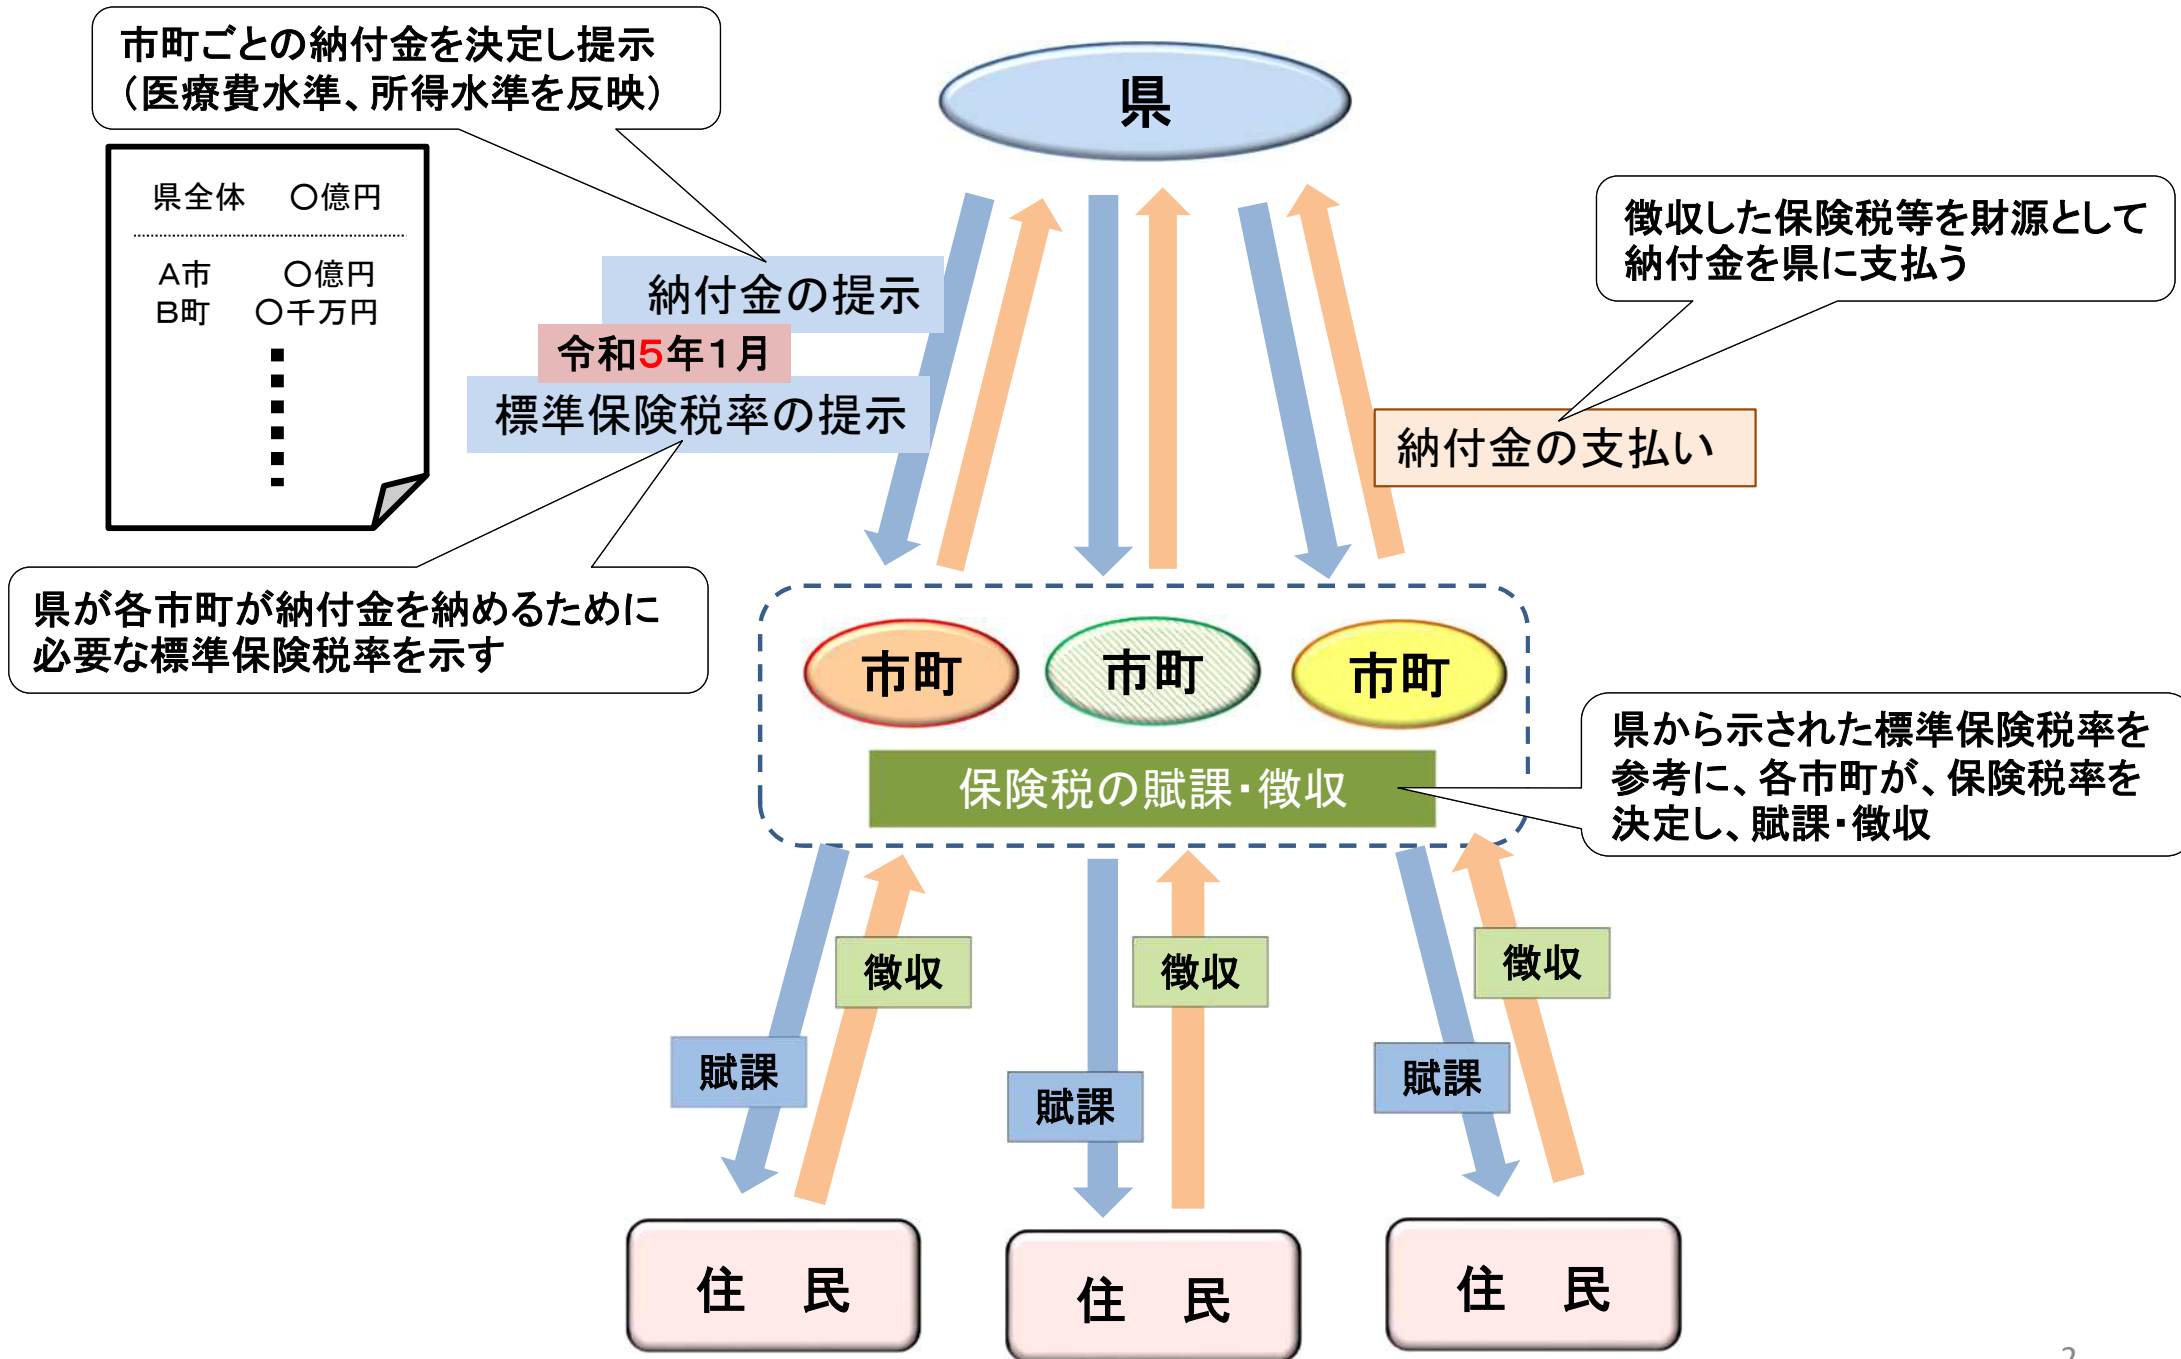 市町ごとの納付金を決定し提示
（医療費水準、所得水準を反映）
県
県全体　〇億円
A市　〇億円
B町　〇千万円
納付金の提示
令和5年1月
標準保険税率の提示
徴収した保険税等を財源として
納付金を県に支払う
納付金の支払い
県が各市町が納付金を納めるために
必要な標準保険税率を示す
市町
市町
市町
保険税の賦課・徴収
県から示された標準保険税率を
参考に、各市町が、保険税率を
決定し、賦課・徴収
徴収
徴収
徴収
賦課
賦課
賦課
住　民
住　民
住　民
2